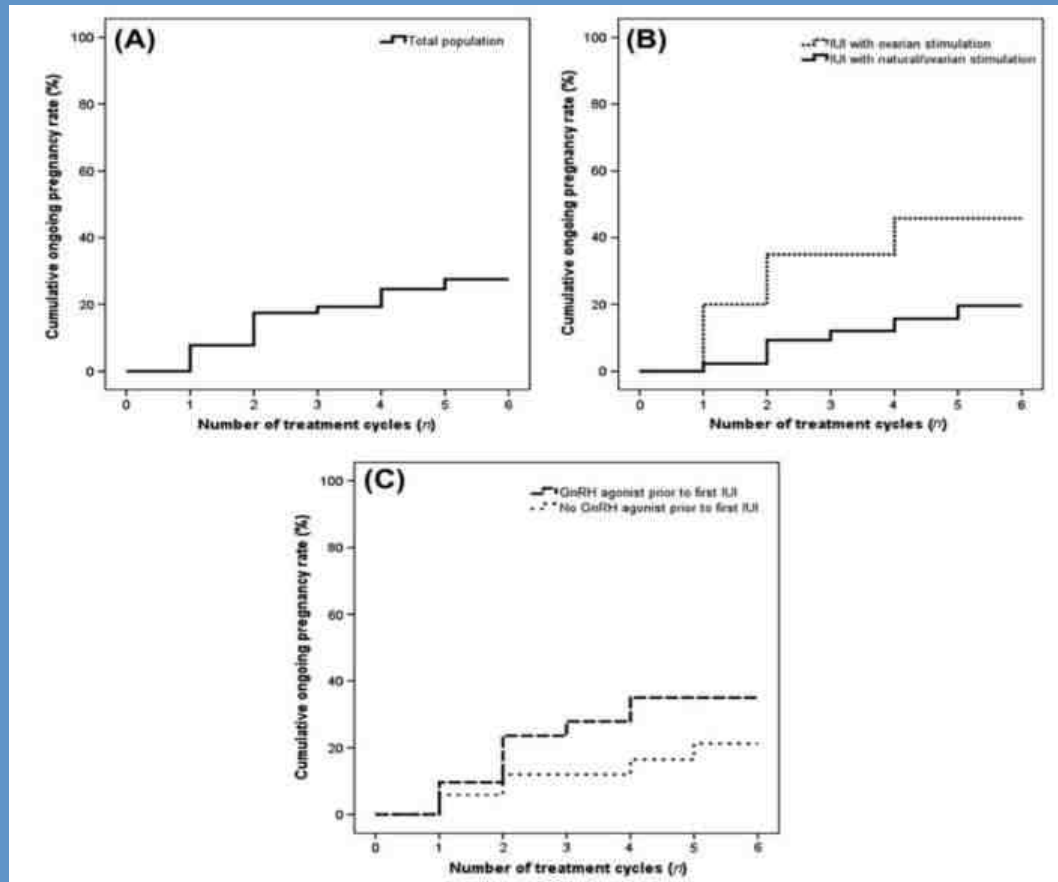 (A)
Total population
Cumulative ongoing pregnancy rate (%)
100
80
60
40
20
0
0 1 2 3 4 5 6
Number of treatment cycles (n)
(B)
IUI with ovarian stimulation
IUI with natural/ovarian stimulation
Cumulative ongoing pregnancy rate (%)
100
80
60
40
20
0
0 1 2 3 4 5 6
Number of treatment cycles (n)
(C)
GnRH agonist prior to first IUI
No GnRH agonist prior to first IUI
Cumulative ongoing pregnancy rate (%)
100
80
60
40
20
0
0 1 2 3 4 5 6
Number of treatment cycles (n)